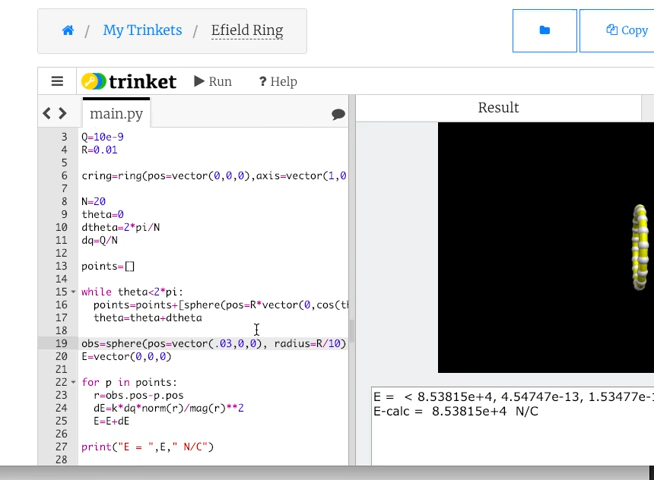 / My Trinkets / Efield Ring
Copy
trinket Run ? Help
main.py
Result
3 Q=10e-9
4 R=0.01
5
6 cring=ring(pos=vector(0,0,0),axis=vector(1,0
7
8 N=20
9 theta=0
10 dtheta=2*pi/N
11 dq=Q/N
12
13 points=[]
14
15 while theta<2*pi:
16 points=points+[sphere(pos=R*vector(0,cos(th
17 theta=theta+dtheta
18
19 obs=sphere(pos=vector(.03,0,0), radius=R/10)
20 E=vector(0,0,0)
21
22 for p in points:
23 r=obs.pos-p.pos
24 dE=k*dq*norm(r)/mag(r)**2
25 E=E+dE
26
27 print("E = ",E," N/C")
28
E = < 8.53815e+4, 4.54747e-13, 1.53477e-1
E-calc = 8.53815e+4 N/C